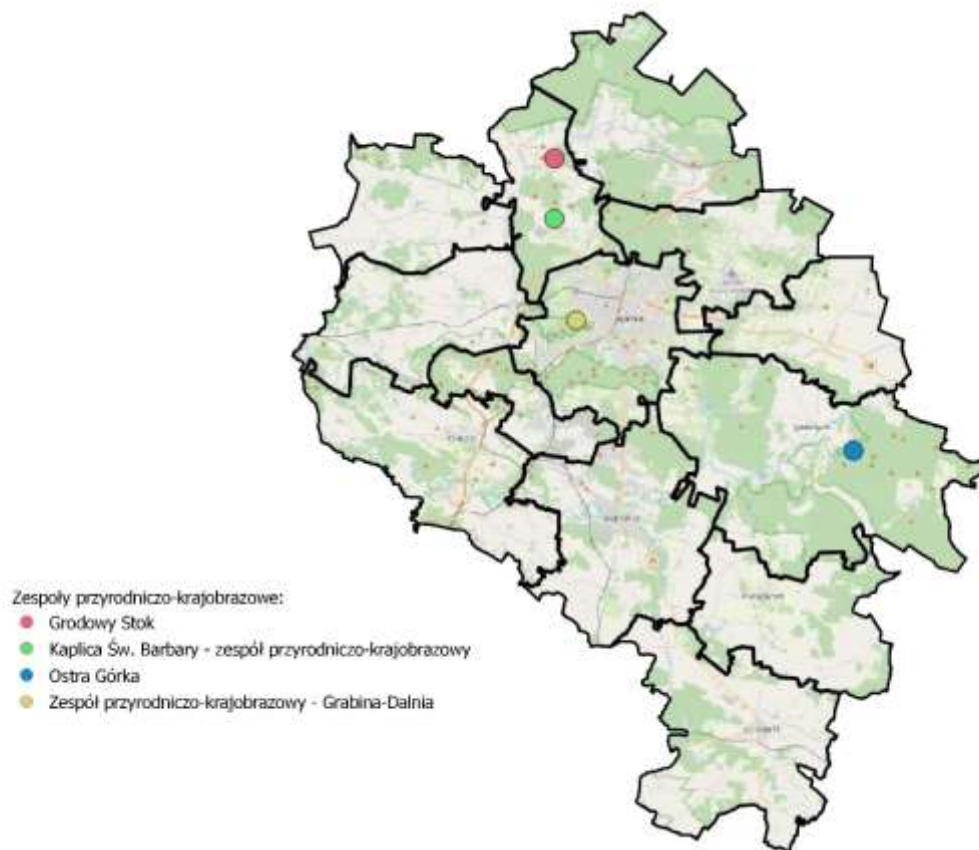 Zespoły przyrodniczo-krajobrazowe:
Grodowy Stok
Kaplica Św. Barbary - zespół przyrodniczo-krajobrazowy
Ostra Górka
Zespół przyrodniczo-krajobrazowy - Grabina-Dalnia